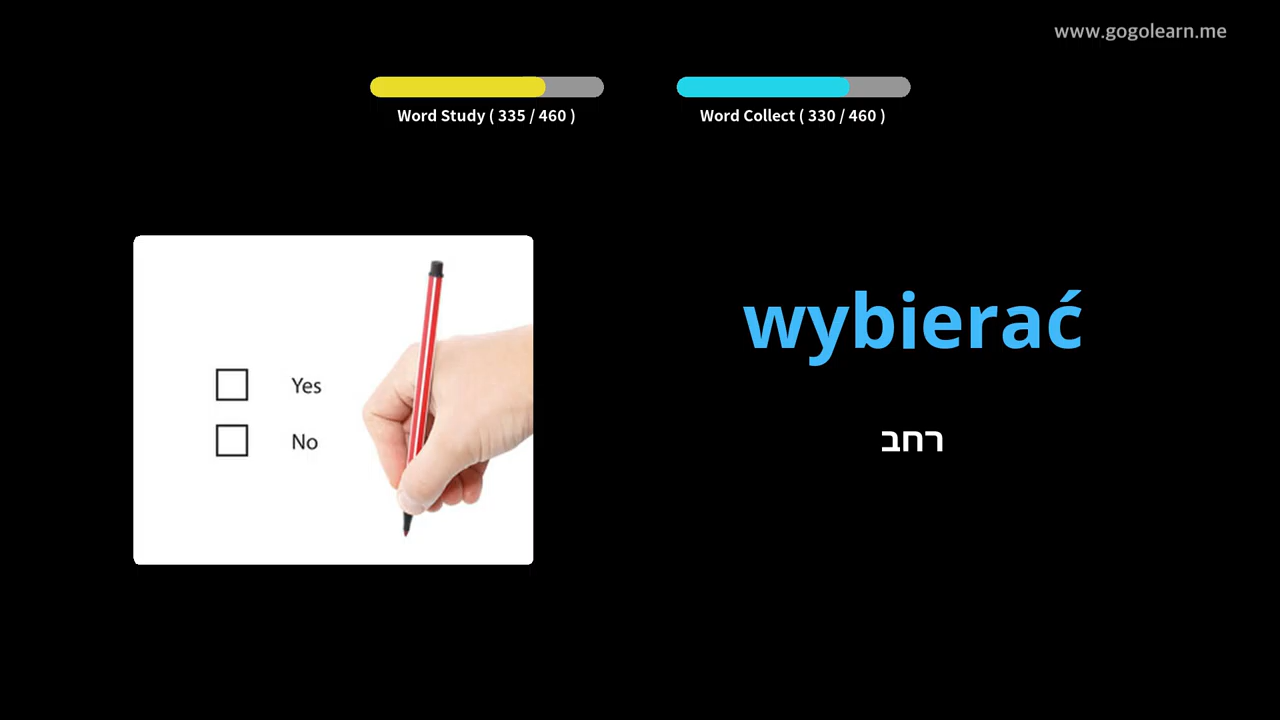 www.gogolearn.me
Word Study ( 335 / 460 )
Word Collect ( 330 / 460 )
Yes
No
wybierać
רחב